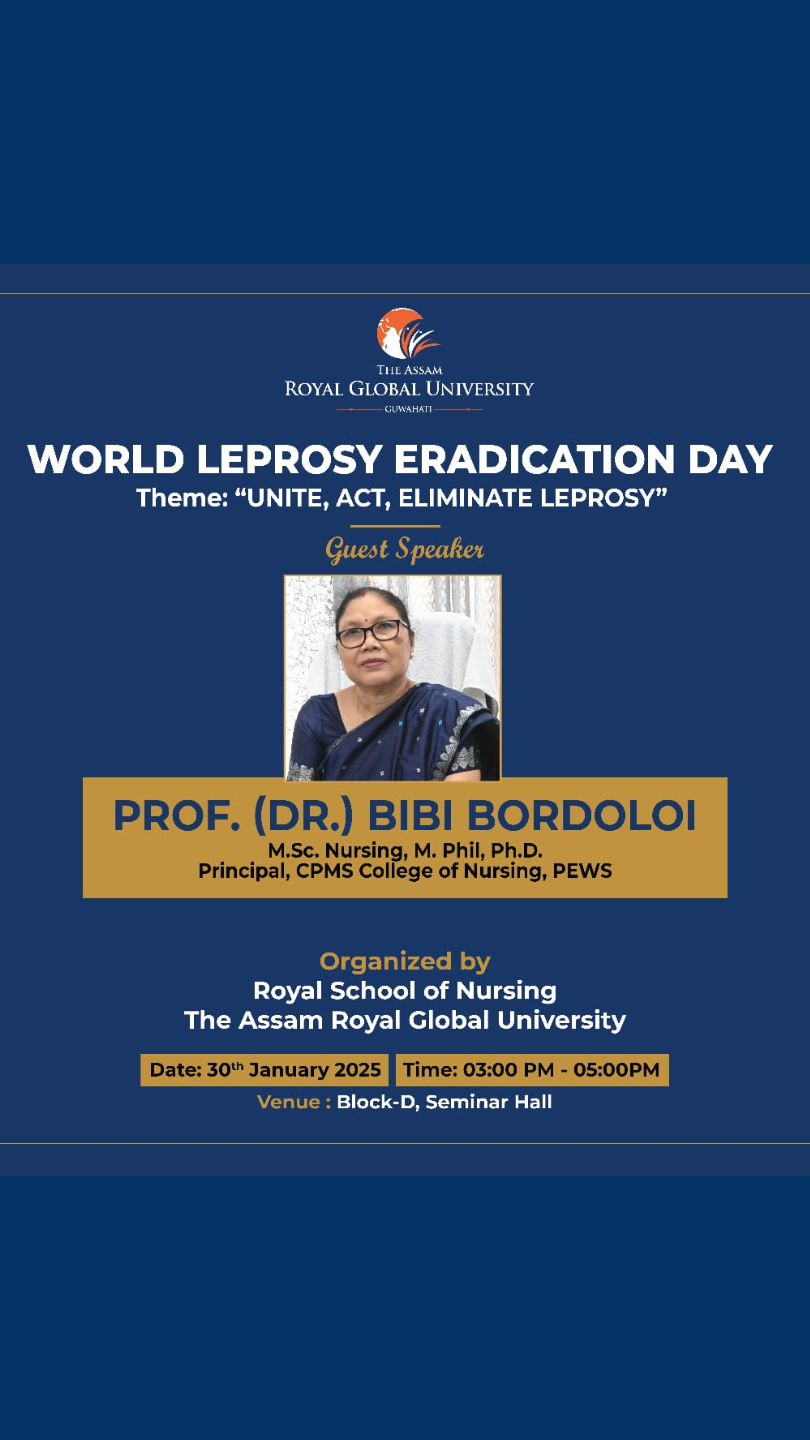 THE ASSAM
ROYAL GLOBAL UNIVERSITY
GUWAHATI
WORLD LEPROSY ERADICATION DAY
Theme: “UNITE, ACT, ELIMINATE LEPROSY”
Guest Speaker
PROF. (DR.) BIBI BORDOLOI
M.Sc. Nursing, M. Phil, Ph.D.
Principal, CPMS College of Nursing, PEWS
Organized by
Royal School of Nursing
The Assam Royal Global University
Date: 30th January 2025 Time: 03:00 PM - 05:00PM
Venue : Block-D, Seminar Hall